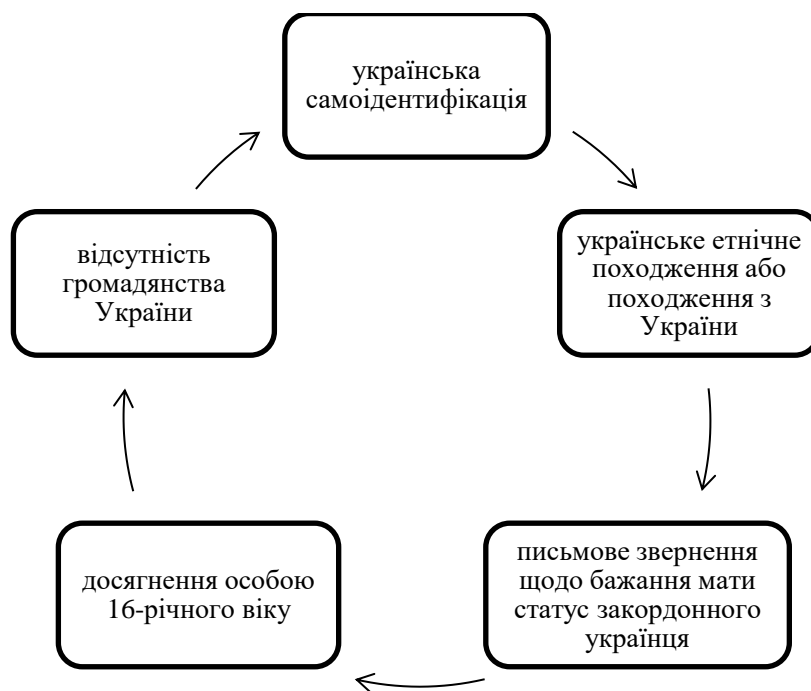 українська
самоідентифікація
українське етнічне
походження або
походження з
України
письмове звернення
щодо бажання мати
статус закордонного
українця
досягнення особою
16-річного віку
відсутність
громадянства
України